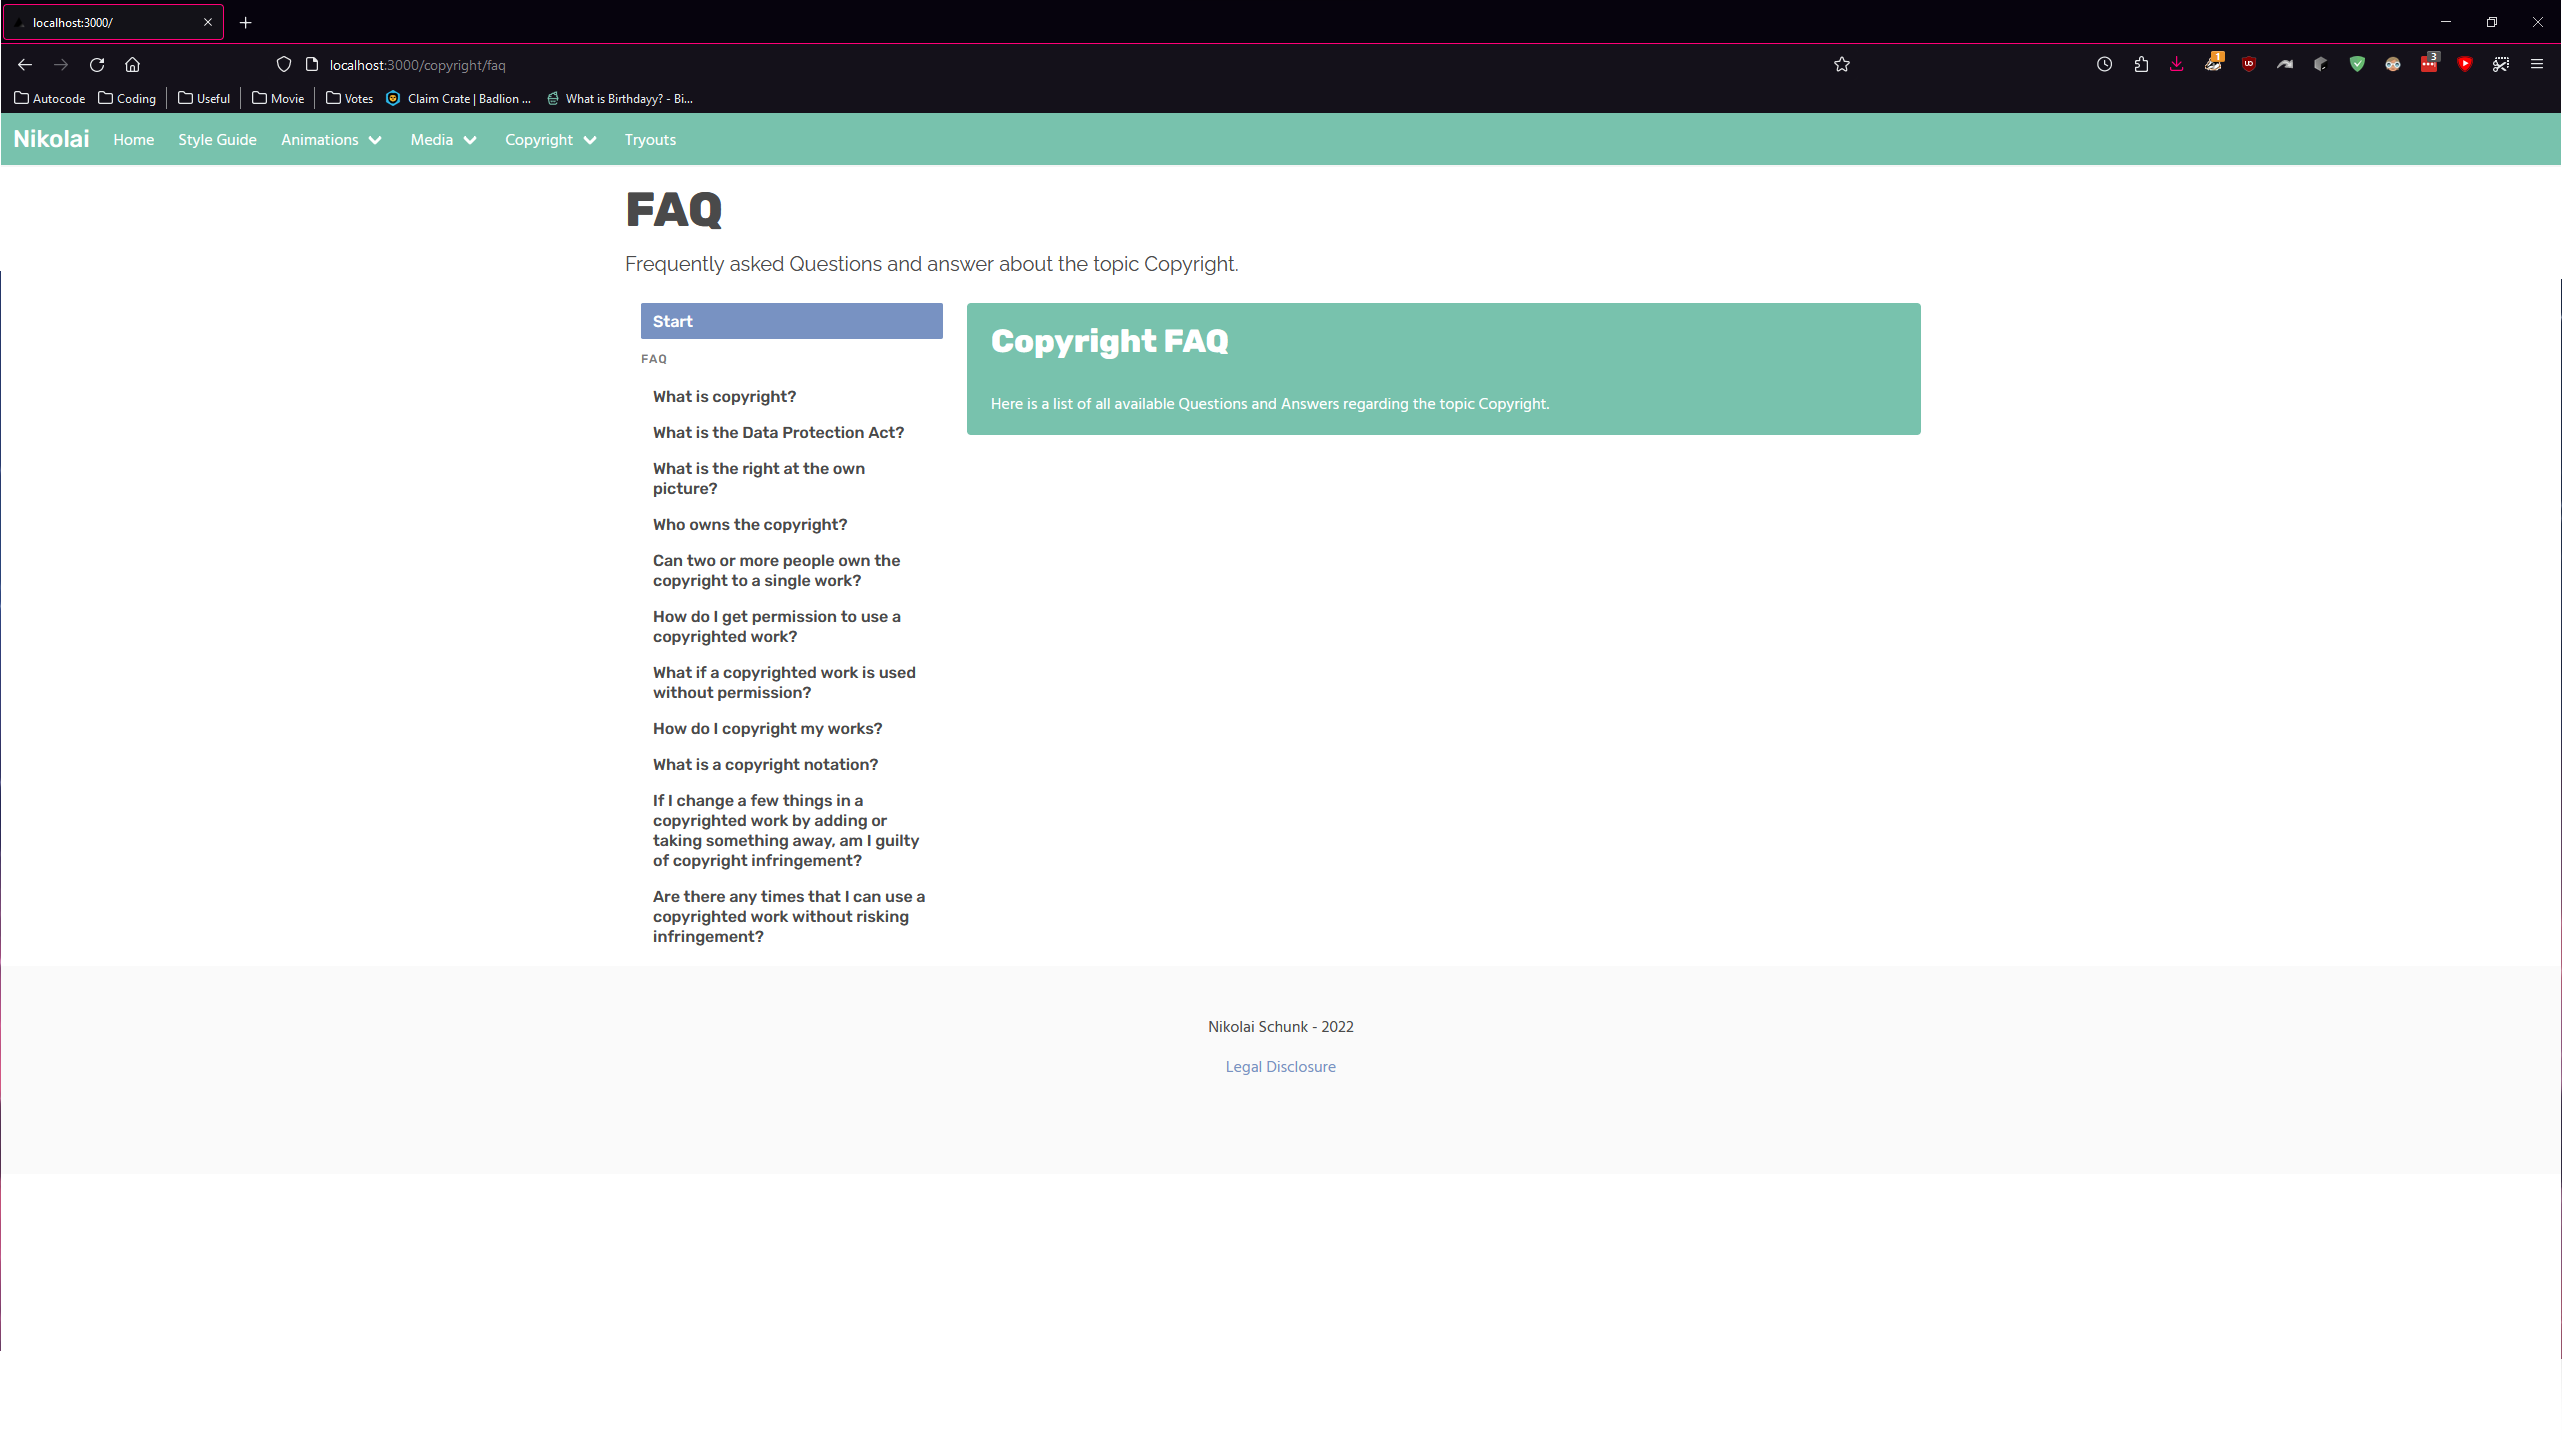 localhost:3000/
localhost:3000/copyright/faq
1
UD
3
Autocode Coding Useful Movie Votes Claim Crate | Badlion ... What is Birthdayy? - Bi...
Nikolai Home Style Guide Animations Media Copyright Tryouts
FAQ
Frequently asked Questions and answer about the topic Copyright.
Start
FAQ
What is copyright?
What is the Data Protection Act?
What is the right at the own
picture?
Who owns the copyright?
Can two or more people own the
copyright to a single work?
How do I get permission to use a
copyrighted work?
What if a copyrighted work is used
without permission?
How do I copyright my works?
What is a copyright notation?
If I change a few things in a
copyrighted work by adding or
taking something away, am I guilty
of copyright infringement?
Are there any times that I can use a
copyrighted work without risking
infringement?
Copyright FAQ
Here is a list of all available Questions and Answers regarding the topic Copyright.
Nikolai Schunk - 2022
Legal Disclosure